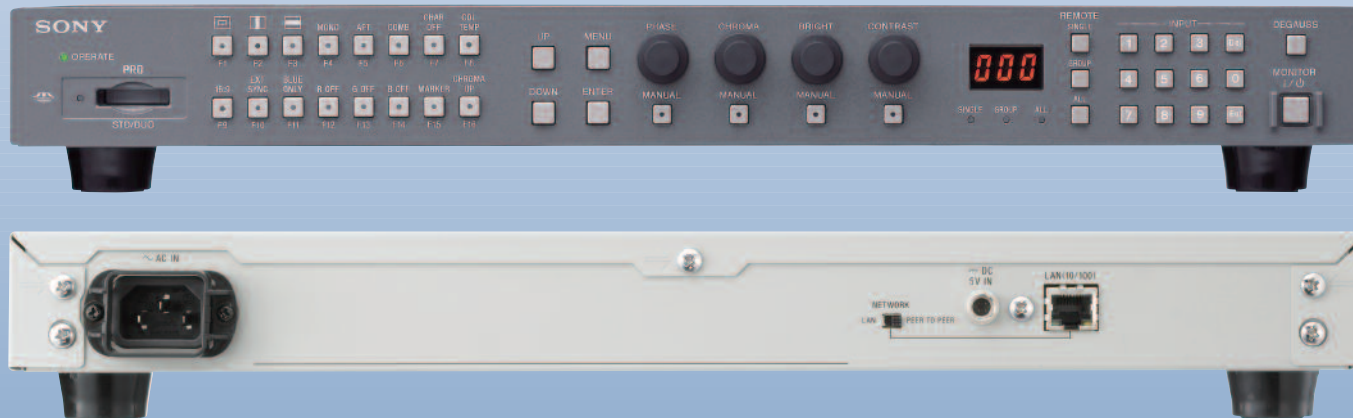 SONY
OPERATE
PRO
STD/DUO
MONO APT COMB CHAR OFF COL TEMP
F1 F2 F3 F4 F5 F6 F7 F8
EXT SYNC BLUE ONLY R OFF G OFF B OFF MARKER CHROMA UP
F9 F10 F11 F12 F13 F14 F15 F16
UP MENU
DOWN ENTER
PHASE CHROMA BRIGHT CONTRAST
MANUAL MANUAL MANUAL MANUAL
000
SINGLE GROUP ALL
REMOTE
SINGLE
GROUP
ALL
INPUT
1 2 3 Del
4 5 6 0
7 8 9
DEGAUSS
MONITOR
I/⏻
~ AC IN
NETWORK
LAN PEER TO PEER
DC
5V IN
LAN(10/100)